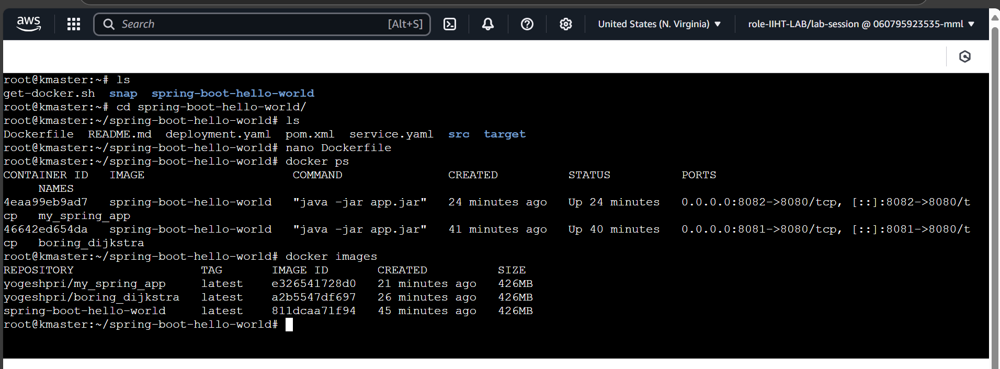 aws Search [Alt+S] United States (N. Virginia) ▼ role-IIHT-LAB/lab-session @ 060795923535-mml ▼
root@kmaster:~# ls
get-docker.sh  snap  spring-boot-hello-world
root@kmaster:~# cd spring-boot-hello-world/
root@kmaster:~/spring-boot-hello-world# ls
Dockerfile  README.md  deployment.yaml  pom.xml  service.yaml  src  target
root@kmaster:~/spring-boot-hello-world# nano Dockerfile
root@kmaster:~/spring-boot-hello-world# docker ps
CONTAINER ID   IMAGE                     COMMAND               CREATED          STATUS          PORTS
     NAMES
4eaa99eb9ad7   spring-boot-hello-world   "java -jar app.jar"   24 minutes ago   Up 24 minutes   0.0.0.0:8082->8080/tcp, [::]:8082->8080/t
cp   my_spring_app
46642ed654da   spring-boot-hello-world   "java -jar app.jar"   41 minutes ago   Up 40 minutes   0.0.0.0:8081->8080/tcp, [::]:8081->8080/t
cp   boring_dijkstra
root@kmaster:~/spring-boot-hello-world# docker images
REPOSITORY                  TAG       IMAGE ID       CREATED          SIZE
yogeshpri/my_spring_app     latest    e326541728d0   21 minutes ago   426MB
yogeshpri/boring_dijkstra   latest    a2b5547df697   26 minutes ago   426MB
spring-boot-hello-world     latest    811dcaa71f94   45 minutes ago   426MB
root@kmaster:~/spring-boot-hello-world#